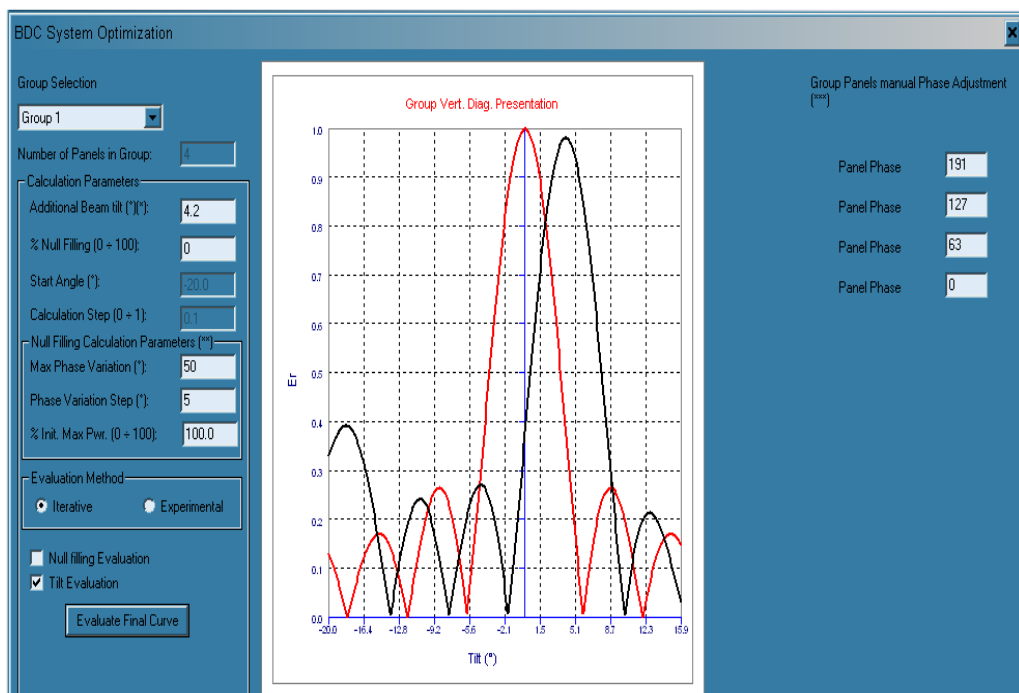 BDC System Optimization
Group Selection
Group 1
Number of Panels in Group: 4
Calculation Parameters
Additional Beam tilt (°)(*): 4.2
% Null Filling (0 ÷ 100): 0
Start Angle (°): -20.0
Calculation Step (0 ÷ 1): 0.1
Null Filling Calculation Parameters (**)
Max Phase Variation (°): 50
Phase Variation Step (°): 5
% Init. Max Pwr. (0 ÷ 100): 100.0
Evaluation Method
Iterative Experimental
Null filling Evaluation
Tilt Evaluation
Evaluate Final Curve
Group Vert. Diag. Presentation
1.0
0.9
0.8
0.7
0.6
0.5
0.4
0.3
0.2
0.1
0.0
Er
-20.0 -16.4 -12.8 -9.2 -5.6 -2.1 1.5 5.1 8.7 12.3 15.9
Tilt (°)
Group Panels manual Phase Adjustment
(***)
Panel Phase 191
Panel Phase 127
Panel Phase 63
Panel Phase 0